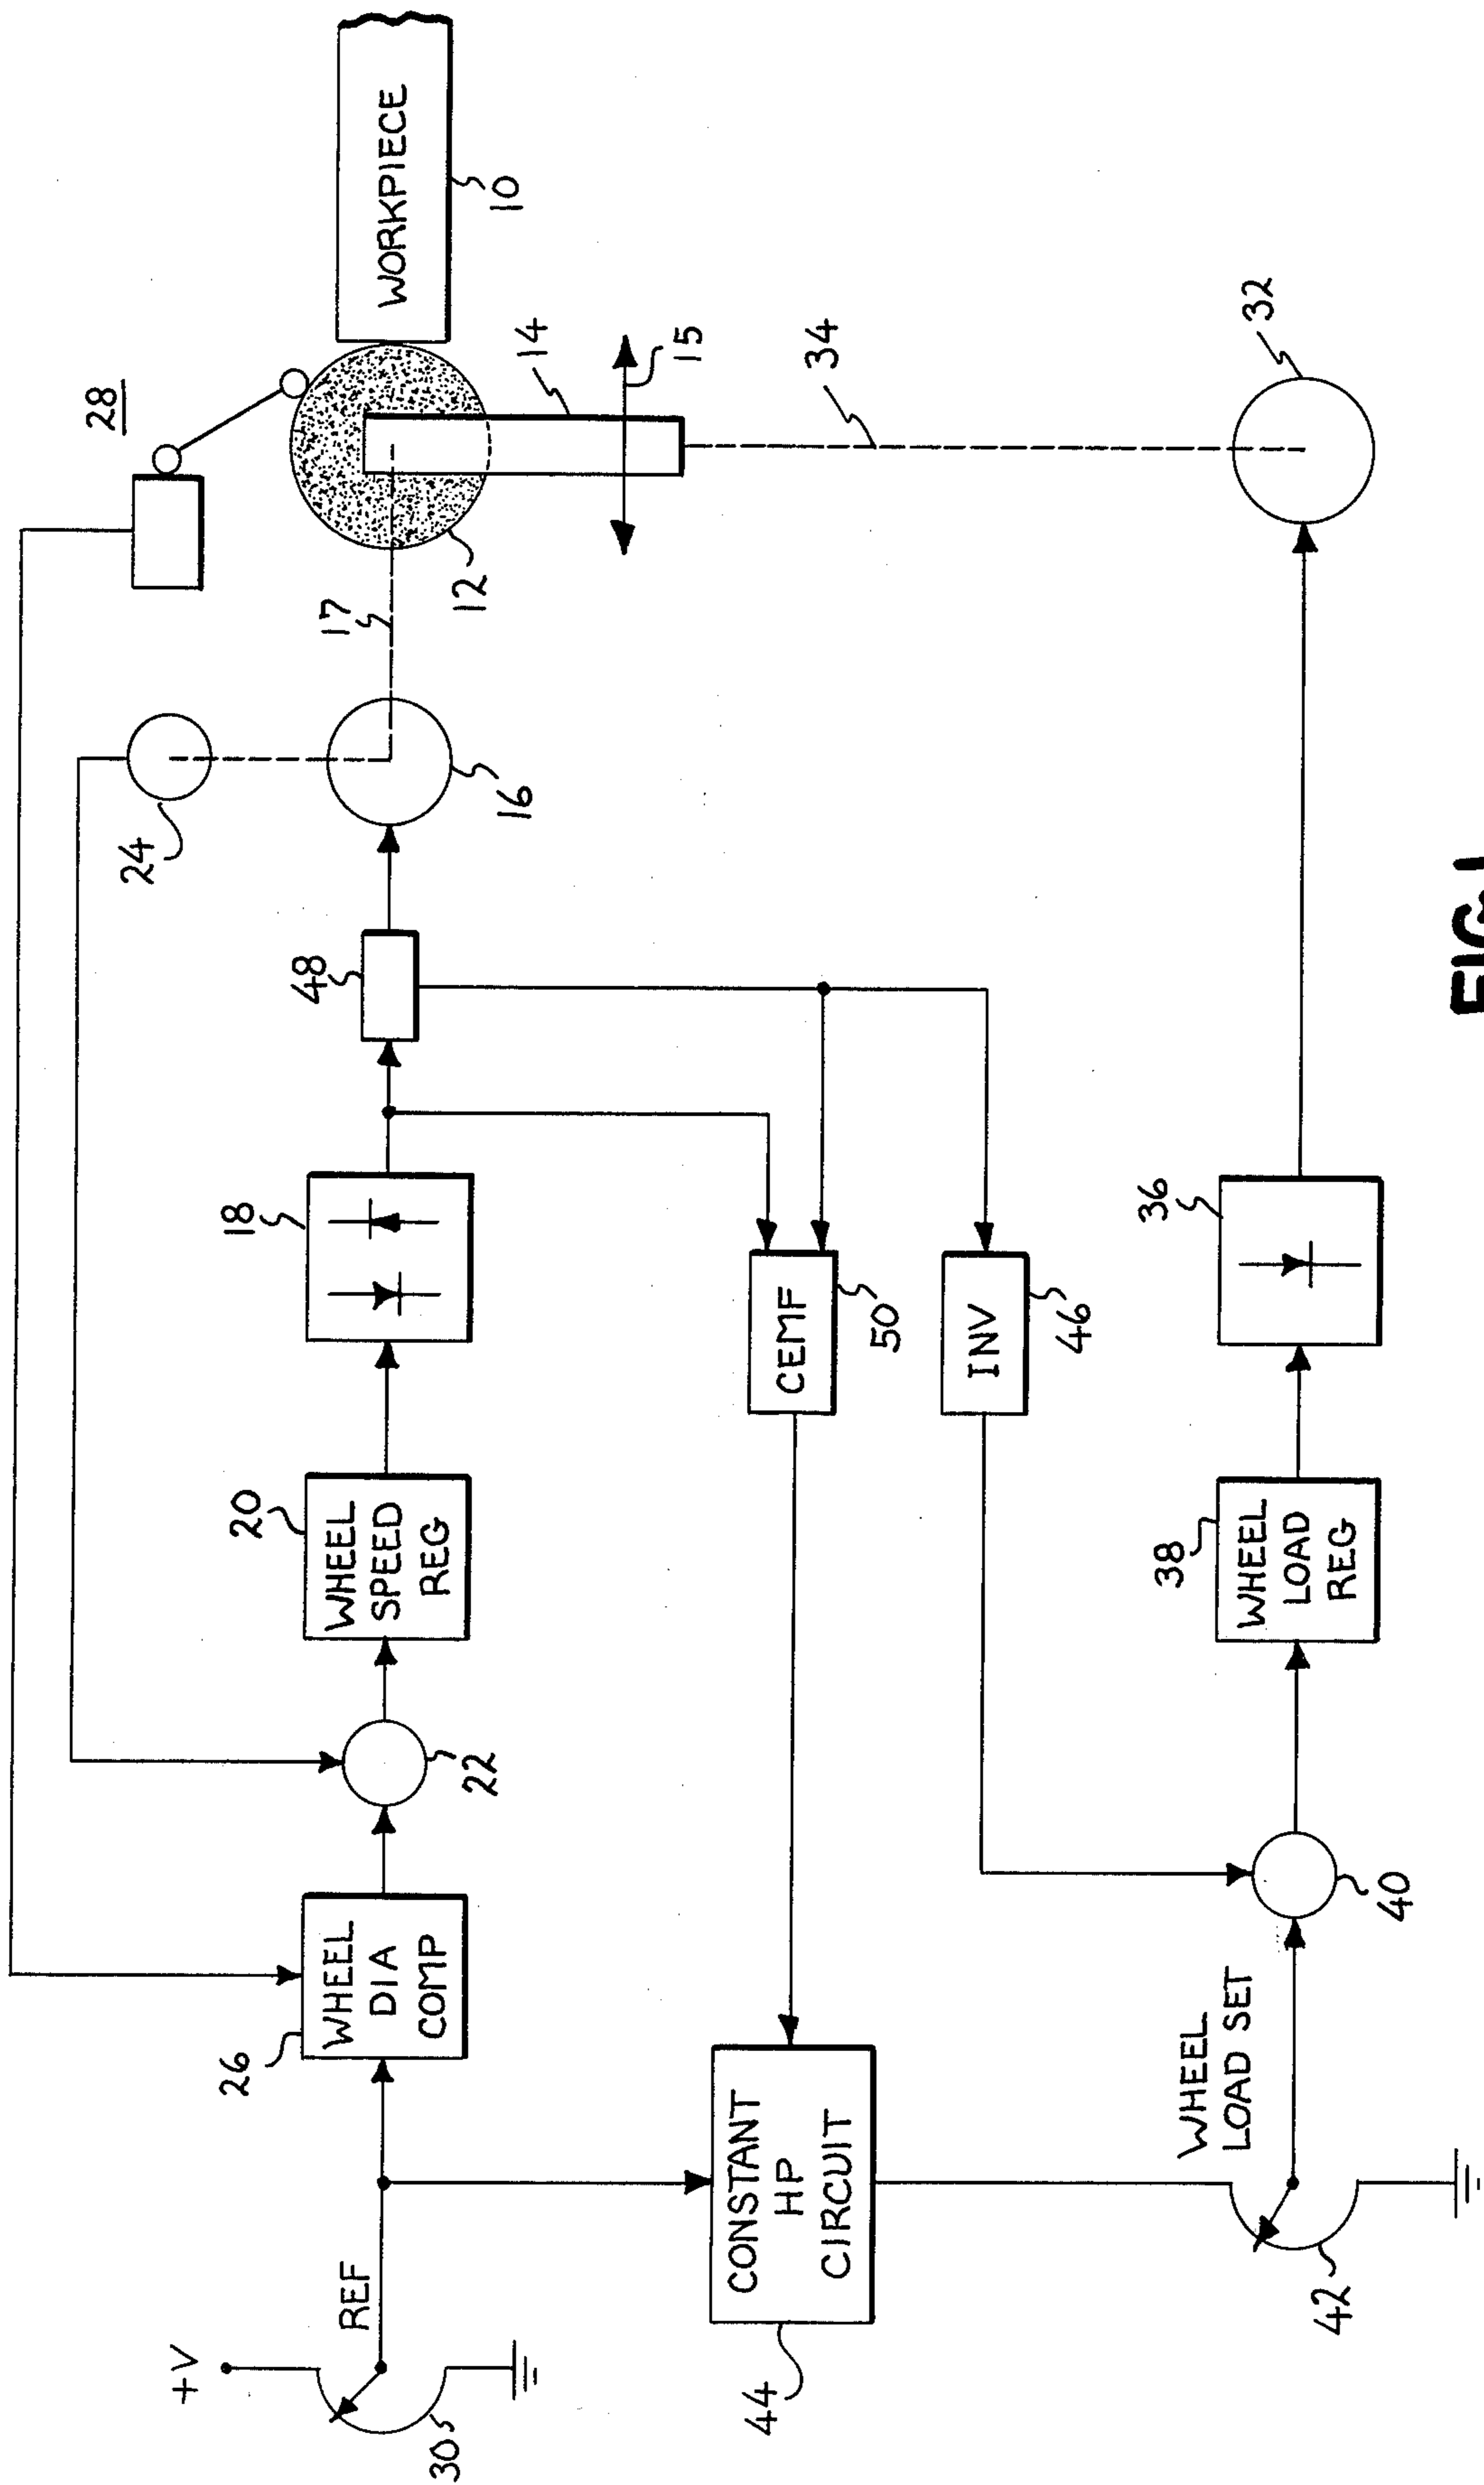 28
WORKPIECE
10
14
15
12
17
34
32
24
16
48
18
36
CEMF
50
INV
46
20
WHEEL
SPEED
REG
38
WHEEL
LOAD
REG
22
40
26
WHEEL
DIA
COMP
WHEEL
LOAD SET
CONSTANT
HP
CIRCUIT
44
REF
+V
30
42